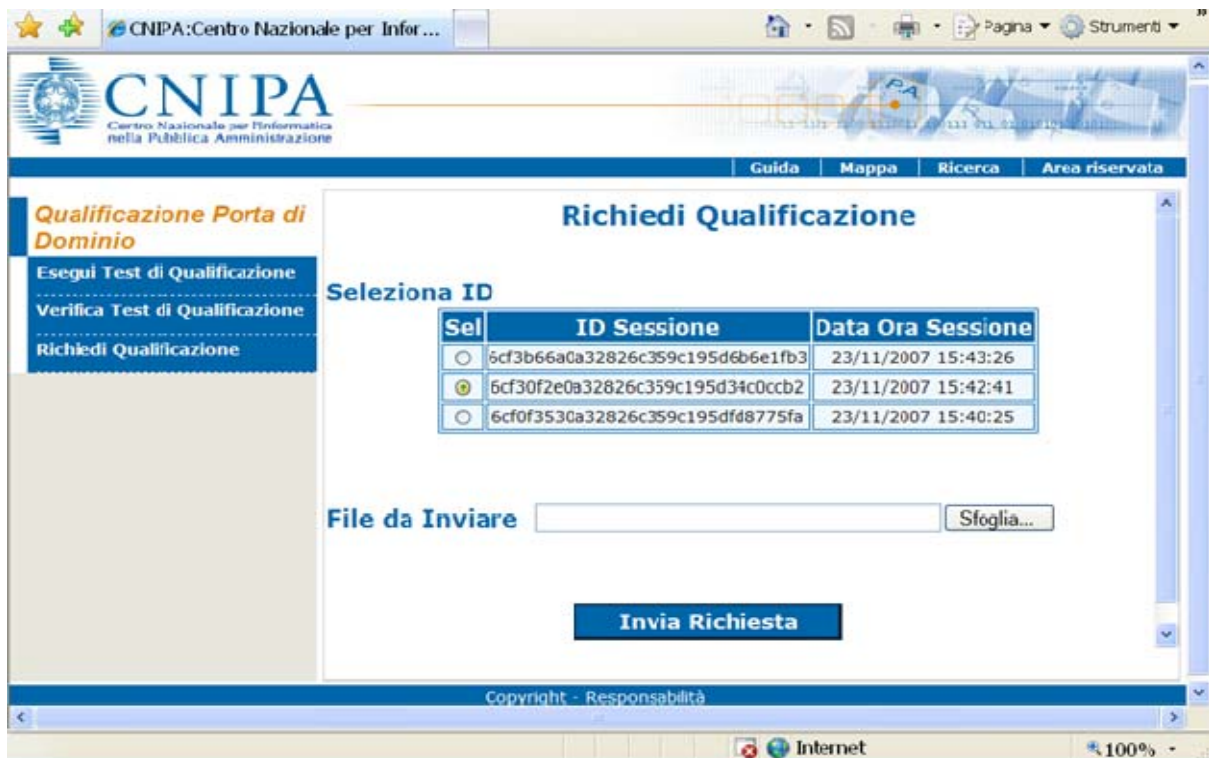 CNIPA:Centro Nazionale per Infor...
Pagina
Strumenti
CNIPA
Centro Nazionale per l'Informatica
nella Pubblica Amministrazione
P.A.
Guida
Mappa
Ricerca
Area riservata
Qualificazione Porta di
Dominio
Esegui Test di Qualificazione
Verifica Test di Qualificazione
Richiedi Qualificazione
Richiedi Qualificazione
Seleziona ID
Sel ID Sessione Data Ora Sessione
6cf3b66a0a32826c359c195d6b6e1fb3 23/11/2007 15:43:26
6cf30f2e0a32826c359c195d34c0ccb2 23/11/2007 15:42:41
6cf0f3530a32826c359c195dfd8775fa 23/11/2007 15:40:25
File da Inviare
Sfoglia...
Invia Richiesta
Copyright - Responsabilità
Internet
100%